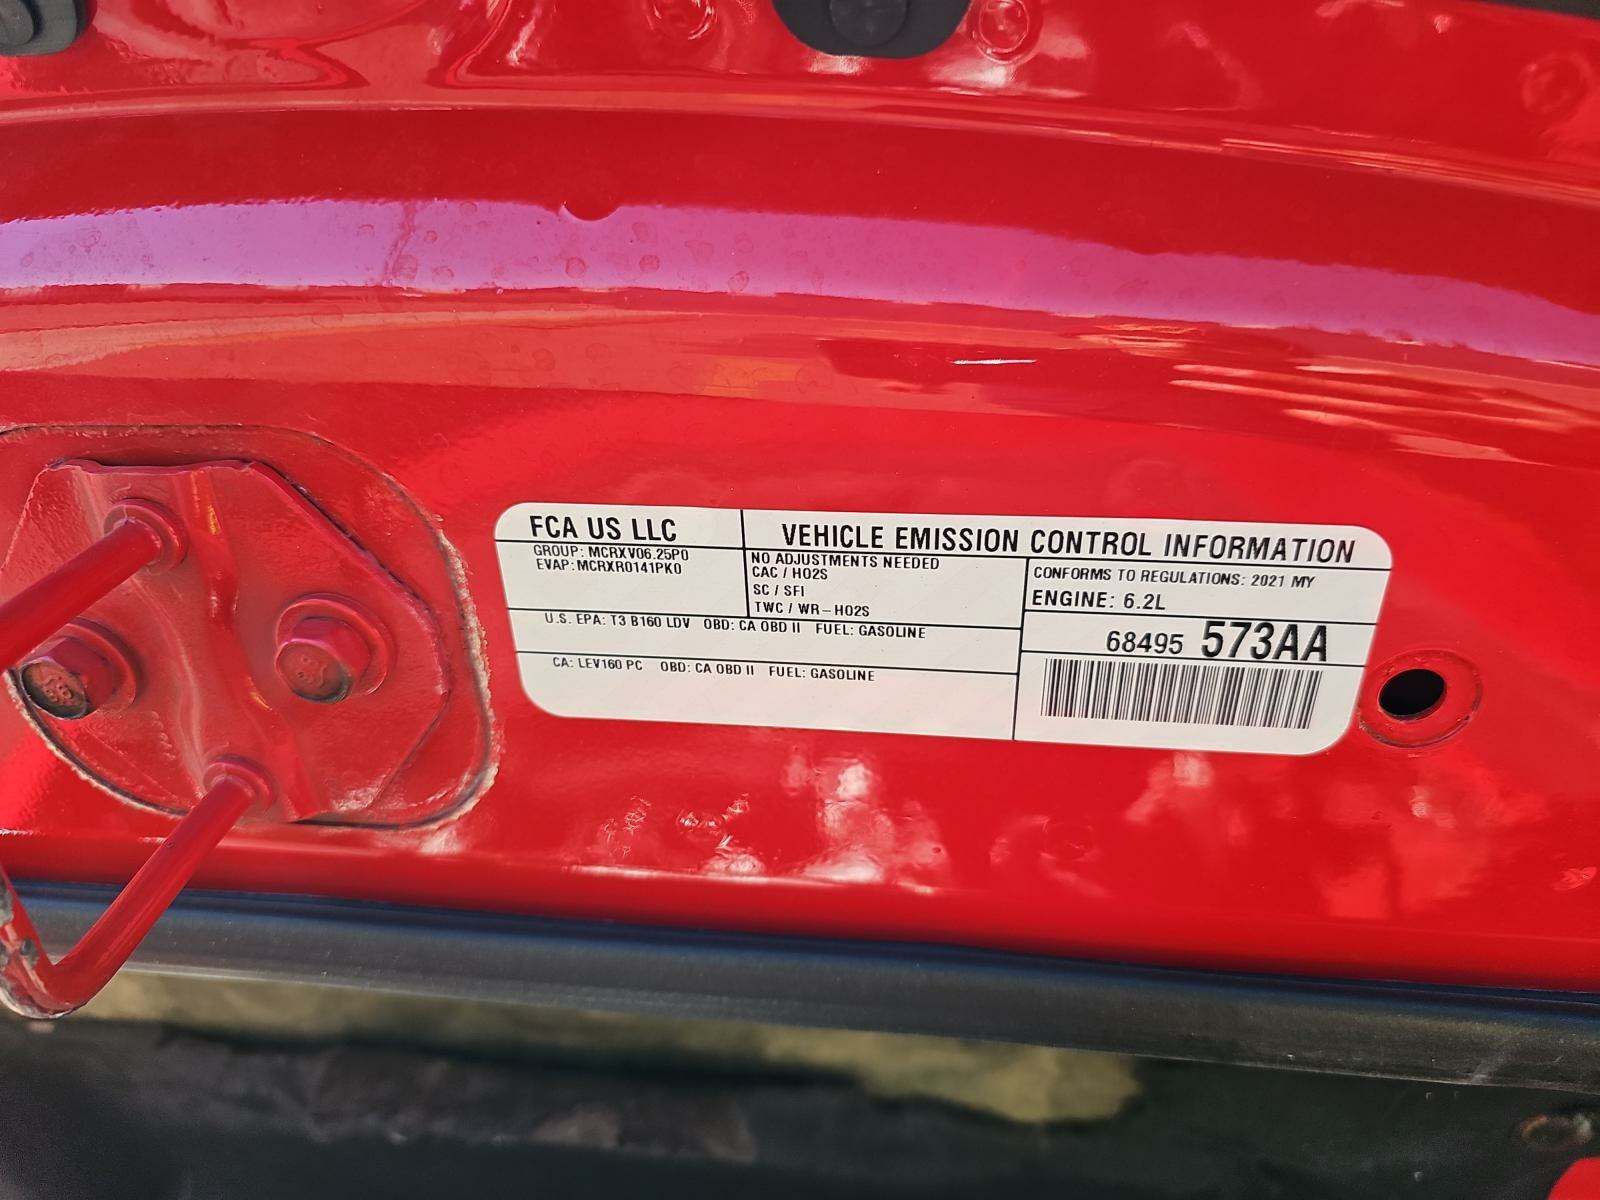 FCA US LLC
GROUP: MCRXV06.25P0
EVAP: MCRXR0141PK0
VEHICLE EMISSION CONTROL INFORMATION
NO ADJUSTMENTS NEEDED
CAC / HO2S
SC / SFI
TWC / WR-HO2S
CONFORMS TO REGULATIONS: 2021 MY
ENGINE: 6.2L
U.S. EPA: T3 B160 LDV OBD: CA OBD II FUEL: GASOLINE
68495 573AA
CA: LEV160 PC OBD: CA OBD II FUEL: GASOLINE